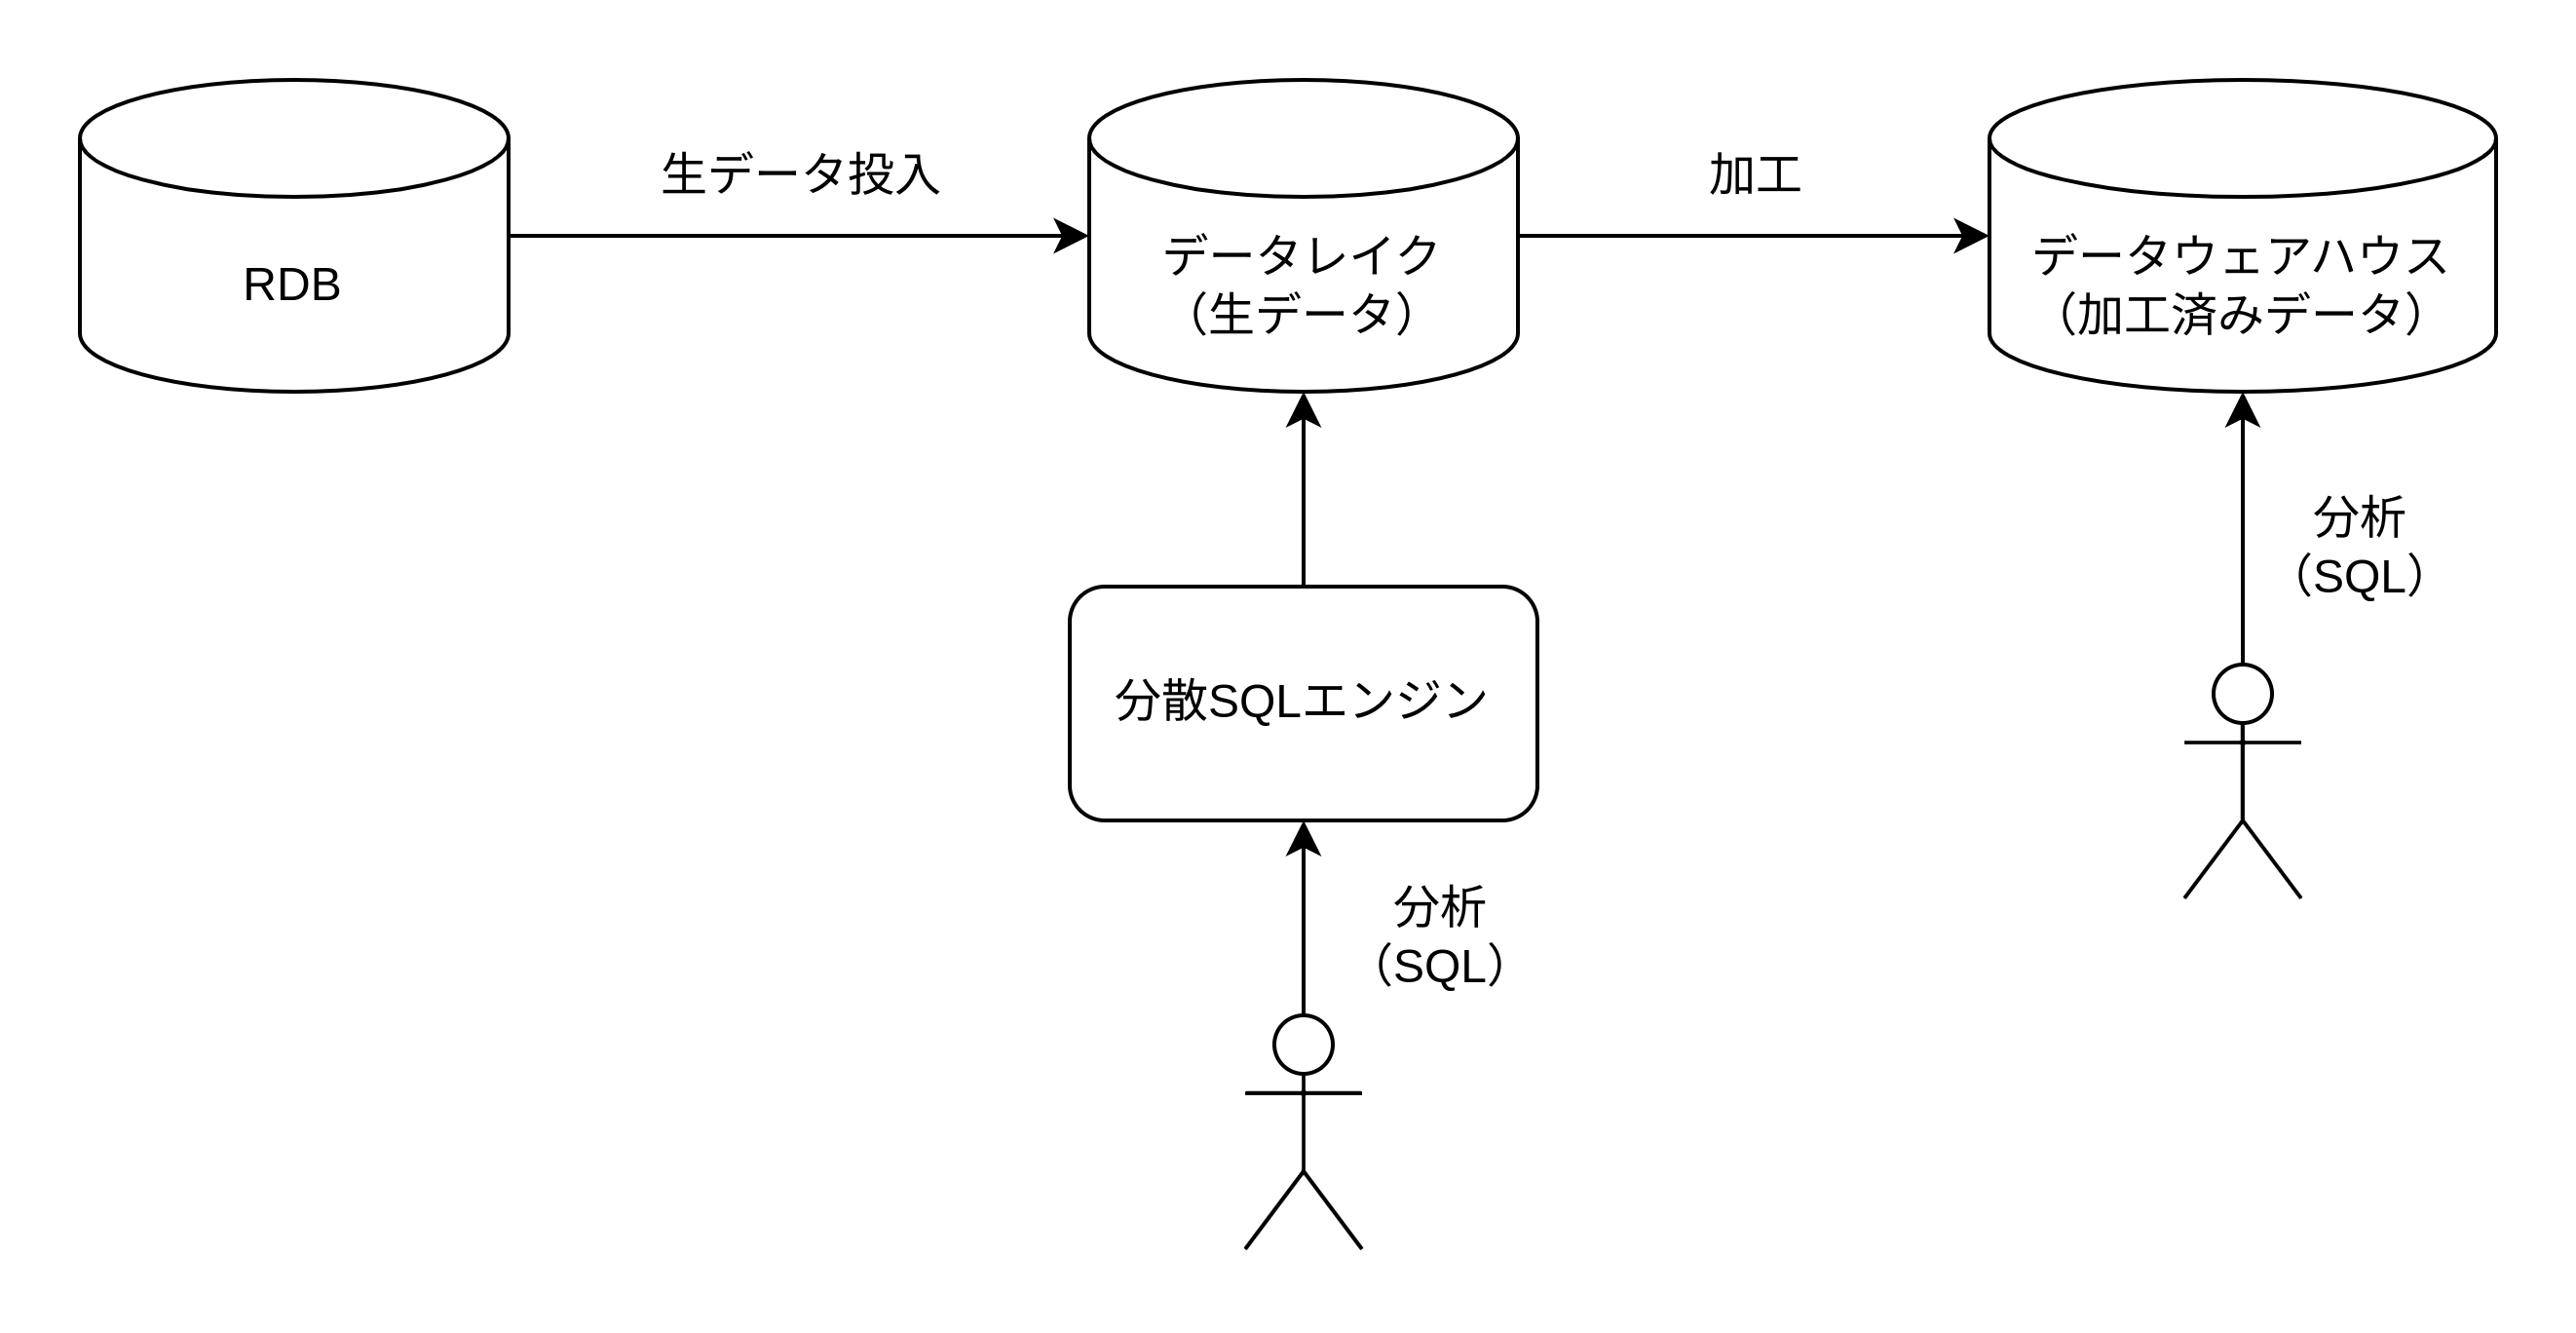 生データ投入
加工
RDB
データレイク
（生データ）
データウェアハウス
（加工済みデータ）
分析
（SQL）
分散SQLエンジン
分析
（SQL）